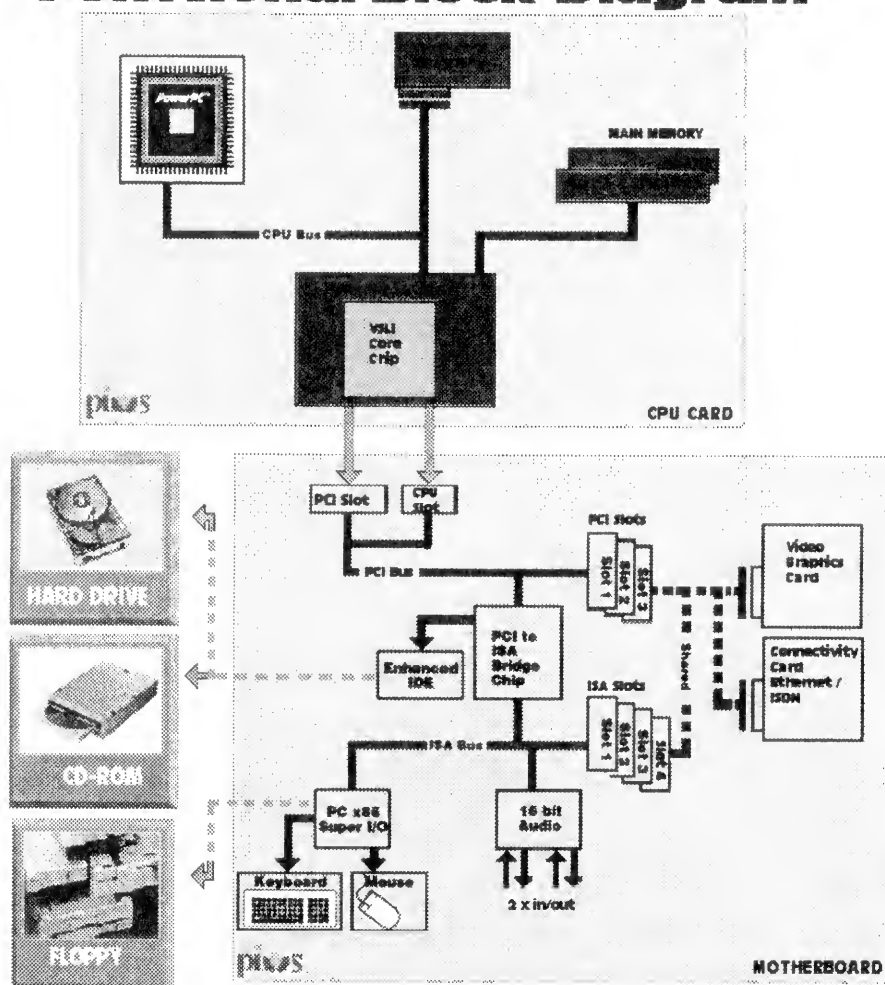 Block Diagram
PowerPC
MAIN MEMORY
CPU Bus
VSLI
Core
Chip
CPU CARD
PCI Slot
CPU
Slot
PCI Slots
Slot 1
Slot 2
Slot 3
Video
Graphics
Card
HARD DRIVE
PCI Bus
PCI to
ISA
Bridge
Chip
Enhanced
IDE
Shared
Connectivity
Card
Ethernet /
ISDN
ISA Slots
Slot 1
Slot 2
Slot 3
Slot 4
ISA Bus
CD-ROM
PC x86
Super I/O
16 bit
Audio
Keyboard
Mouse
2 x in/out
FLOPPY
MOTHERBOARD